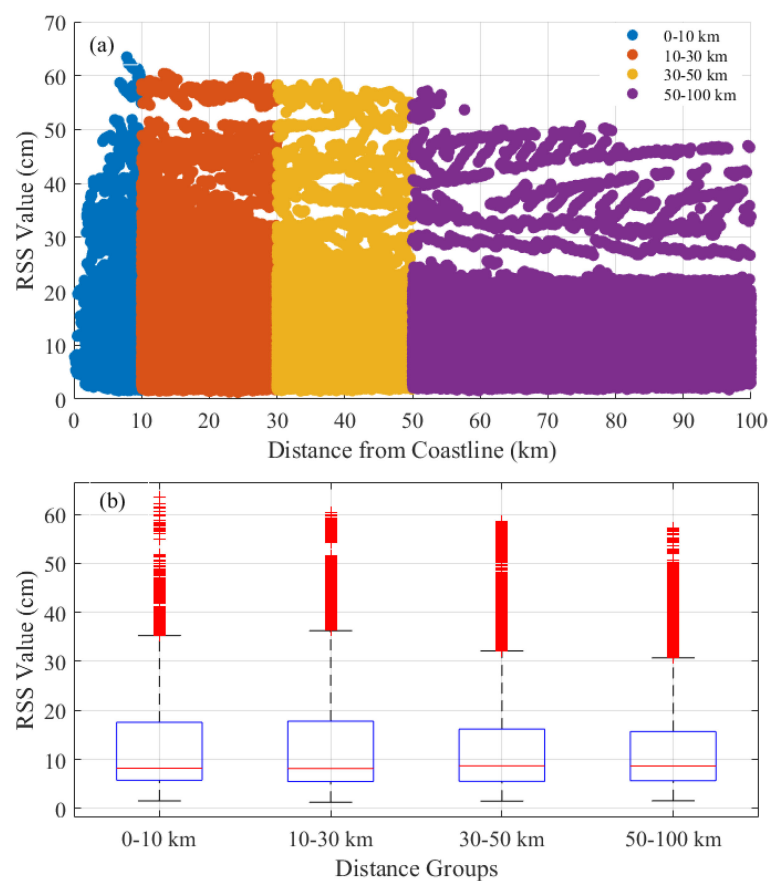 (a)
0-10 km
10-30 km
30-50 km
50-100 km
70
60
50
40
30
20
10
0
RSS Value (cm)
0 10 20 30 40 50 60 70 80 90 100
Distance from Coastline (km)
(b)
60
50
40
30
20
10
0
RSS Value (cm)
0-10 km 10-30 km 30-50 km 50-100 km
Distance Groups